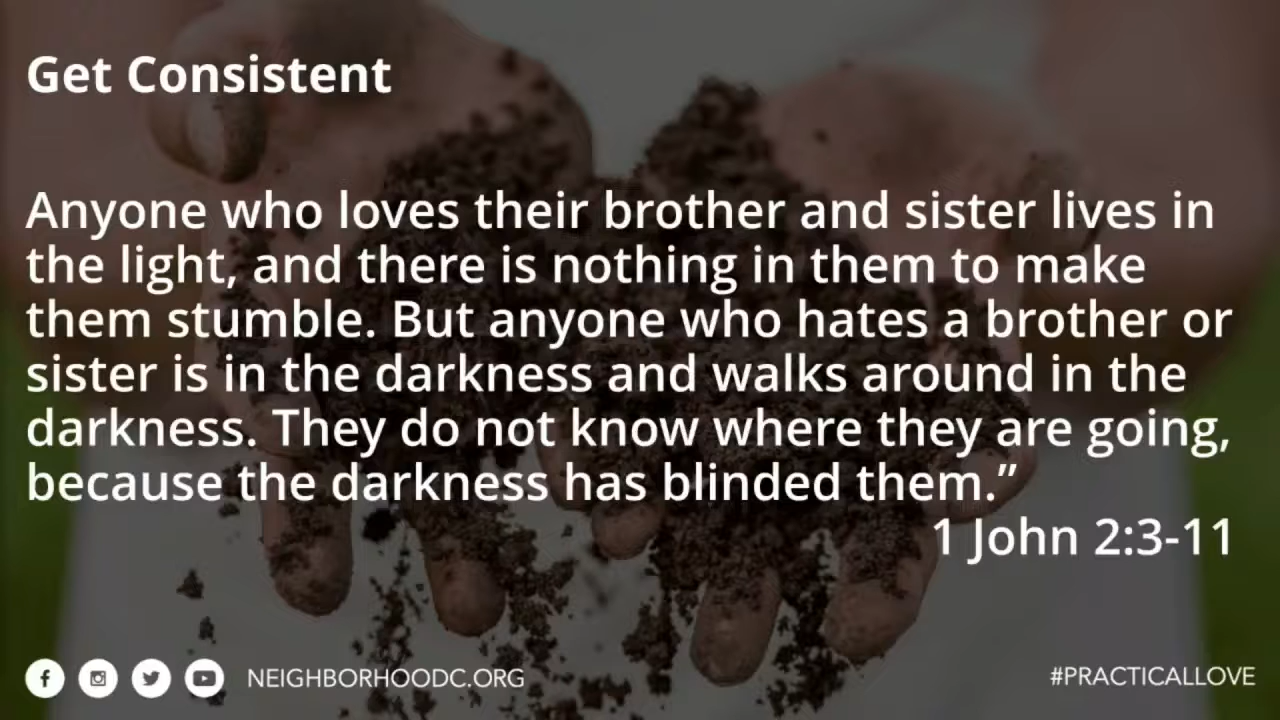 Get Consistent
Anyone who loves their brother and sister lives in
the light, and there is nothing in them to make
them stumble. But anyone who hates a brother or
sister is in the darkness and walks around in the
darkness. They do not know where they are going,
because the darkness has blinded them.”
1 John 2:3-11
NEIGHBORHOODC.ORG
#PRACTICALLOVE